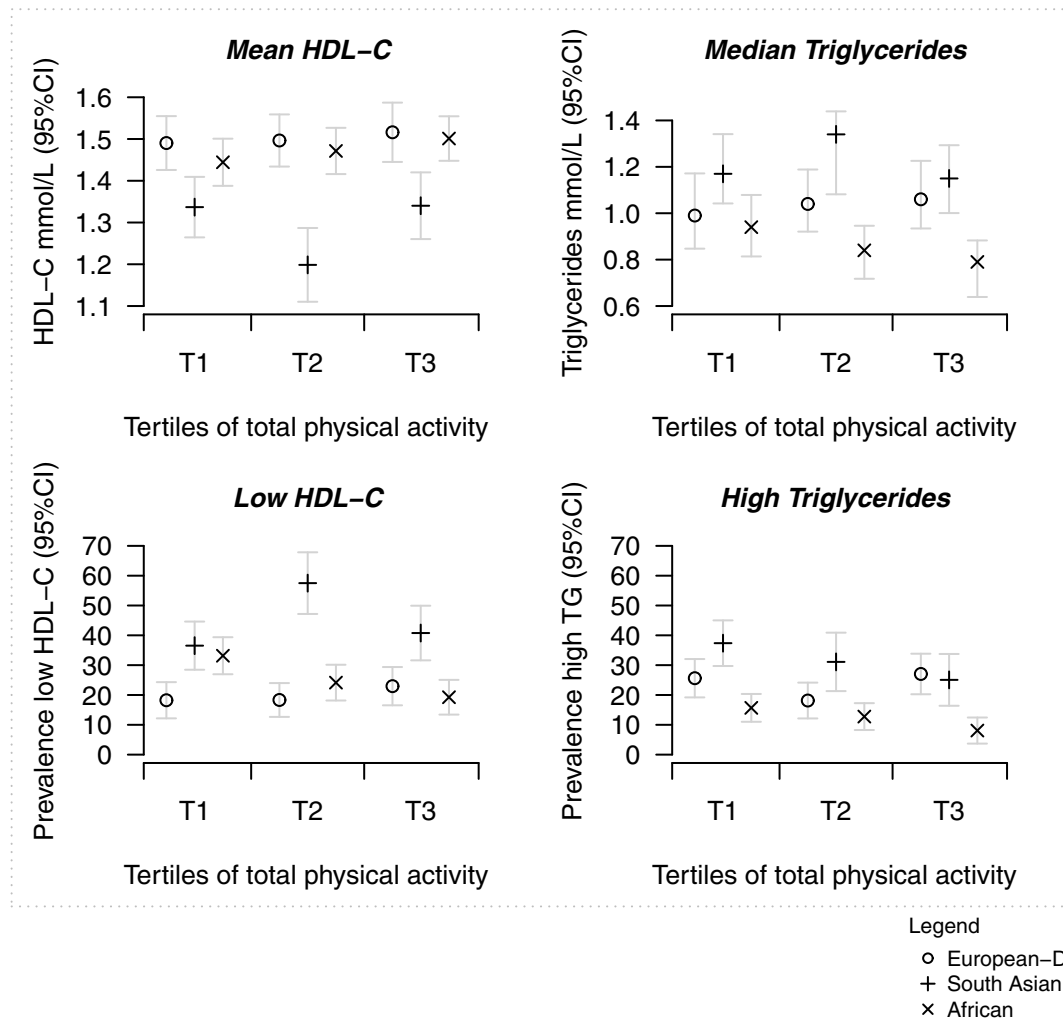 Mean HDL–C
HDL–C mmol/L (95%CI)
1.6
1.5
1.4
1.3
1.2
1.1
T1 T2 T3
Tertiles of total physical activity
Median Triglycerides
Triglycerides mmol/L (95%CI)
1.4
1.2
1.0
0.8
0.6
T1 T2 T3
Tertiles of total physical activity
Low HDL–C
Prevalence low HDL–C (95%CI)
70
60
50
40
30
20
10
0
T1 T2 T3
Tertiles of total physical activity
High Triglycerides
Prevalence high TG (95%CI)
70
60
50
40
30
20
10
0
T1 T2 T3
Tertiles of total physical activity
Legend
European–D
South Asian
African